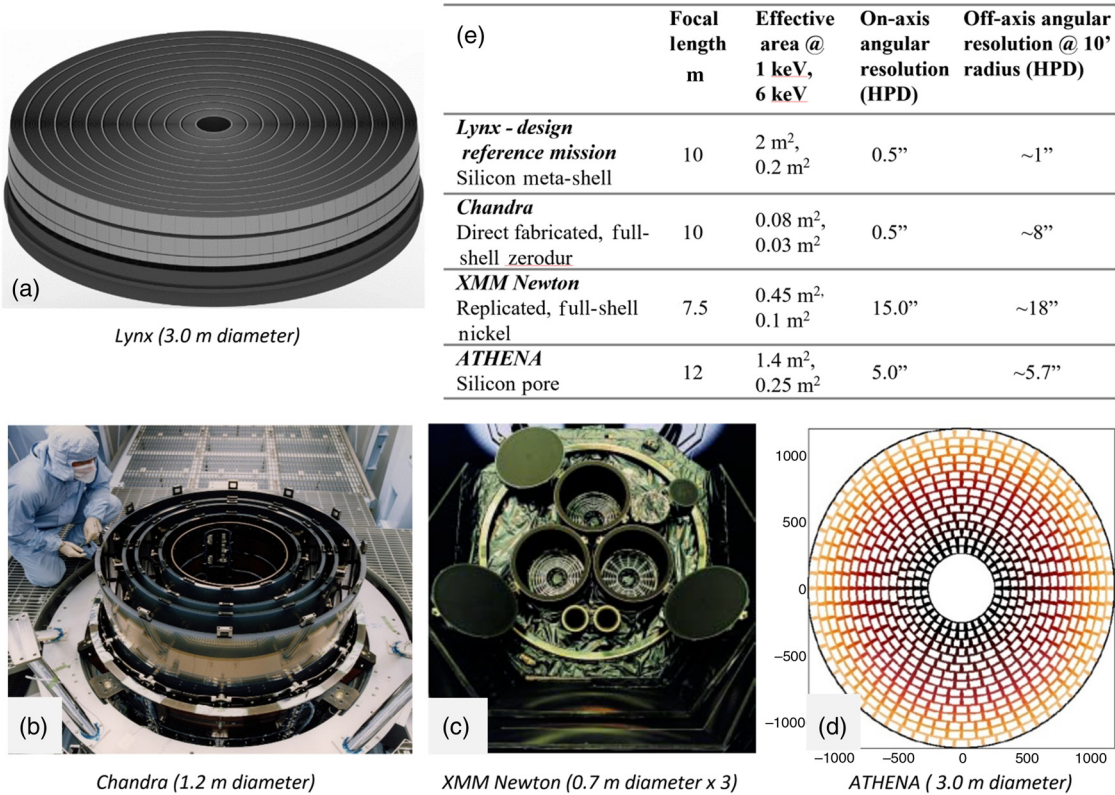 (e)
Focal length m
Effective area @ 1 keV, 6 keV
On-axis angular resolution (HPD)
Off-axis angular resolution @ 10’ radius (HPD)
Lynx - design
reference mission
Silicon meta-shell
10
2 m²,
0.2 m²
0.5”
~1”
Chandra
Direct fabricated, full-
shell zerodur
10
0.08 m²,
0.03 m²
0.5”
~8”
XMM Newton
Replicated, full-shell
nickel
7.5
0.45 m²,
0.1 m²
15.0”
~18”
ATHENA
Silicon pore
12
1.4 m²,
0.25 m²
5.0”
~5.7”
(a)
Lynx (3.0 m diameter)
(b)
Chandra (1.2 m diameter)
(c)
XMM Newton (0.7 m diameter x 3)
1000
500
0
−500
−1000
(d)
−1000 −500 0 500 1000
ATHENA ( 3.0 m diameter)